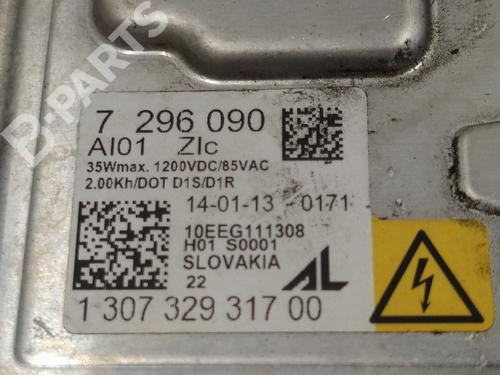 B-PARTS
7 296 090
AI01 ZIc
35Wmax. 1200VDC/85VAC
2.00Kh/DOT D1S/D1R
14-01-13 0171
10EEG111308
H01 S0001
SLOVAKIA
22
AL
1 307 329 317 00